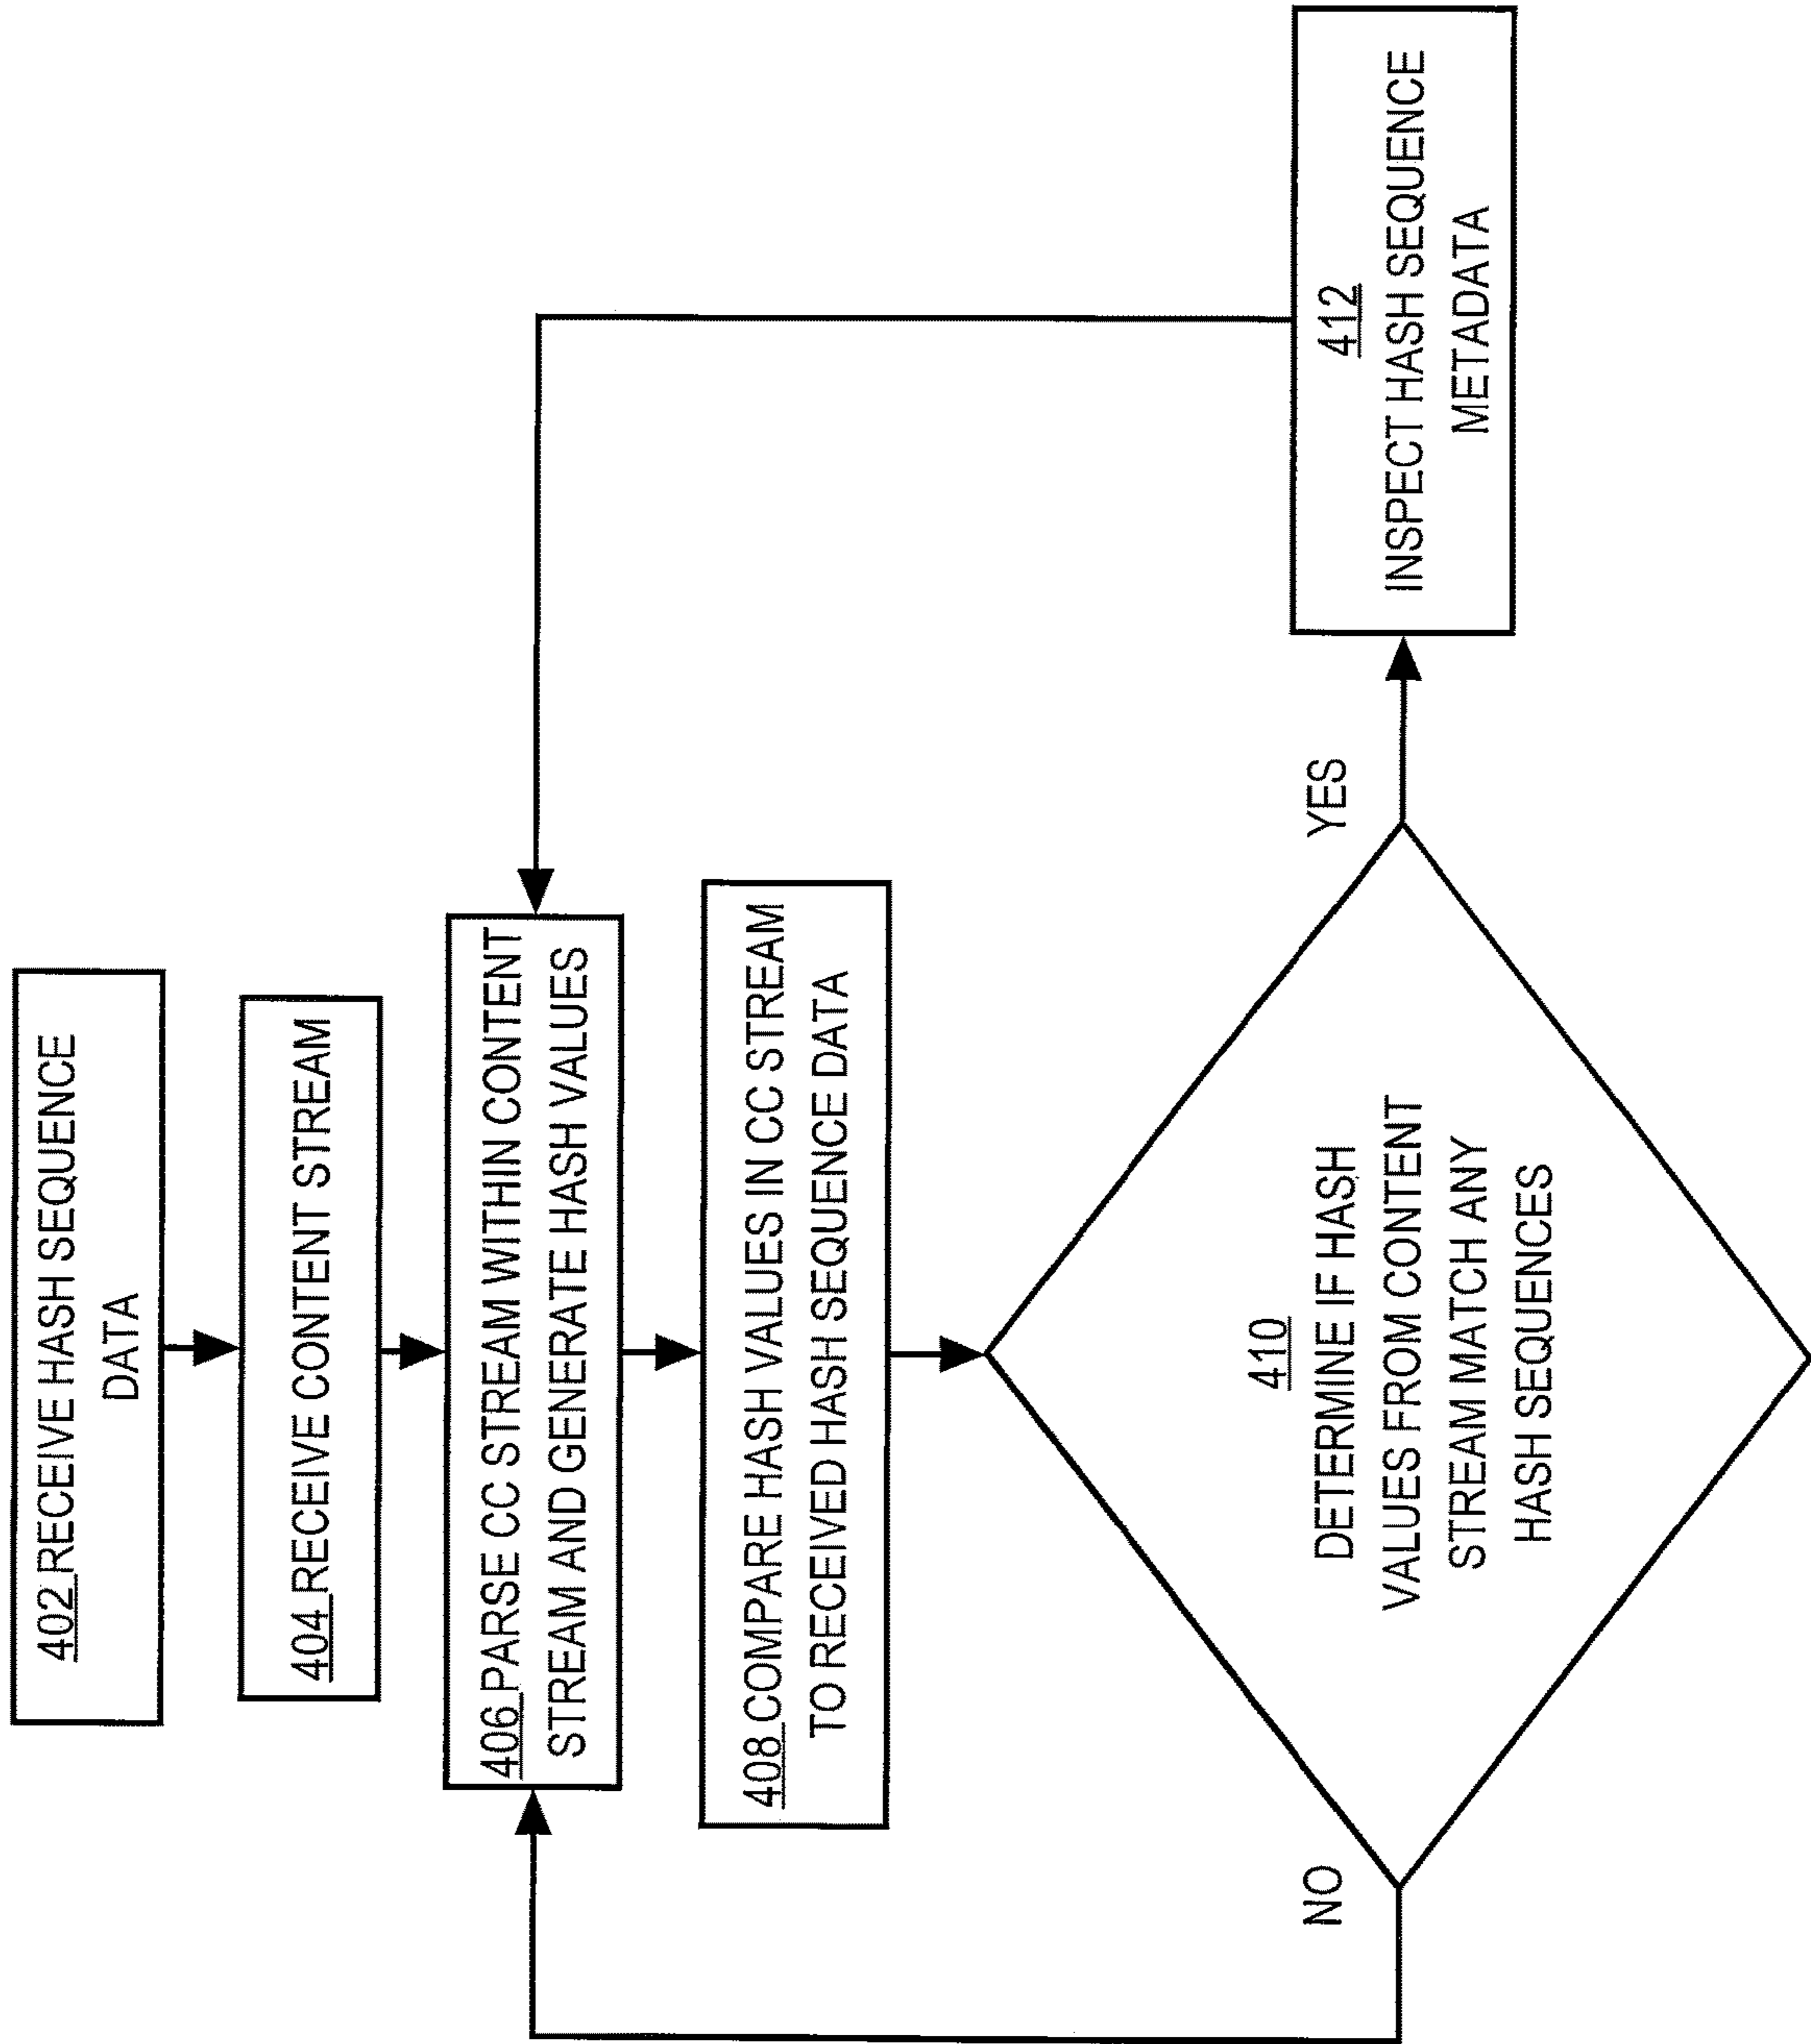 402 RECEIVE HASH SEQUENCE
DATA
404 RECEIVE CONTENT STREAM
406 PARSE CC STREAM WITHIN CONTENT
STREAM AND GENERATE HASH VALUES
408 COMPARE HASH VALUES IN CC STREAM
TO RECEIVED HASH SEQUENCE DATA
410
DETERMINE IF HASH
VALUES FROM CONTENT
STREAM MATCH ANY
HASH SEQUENCES
NO
YES
412
INSPECT HASH SEQUENCE
METADATA